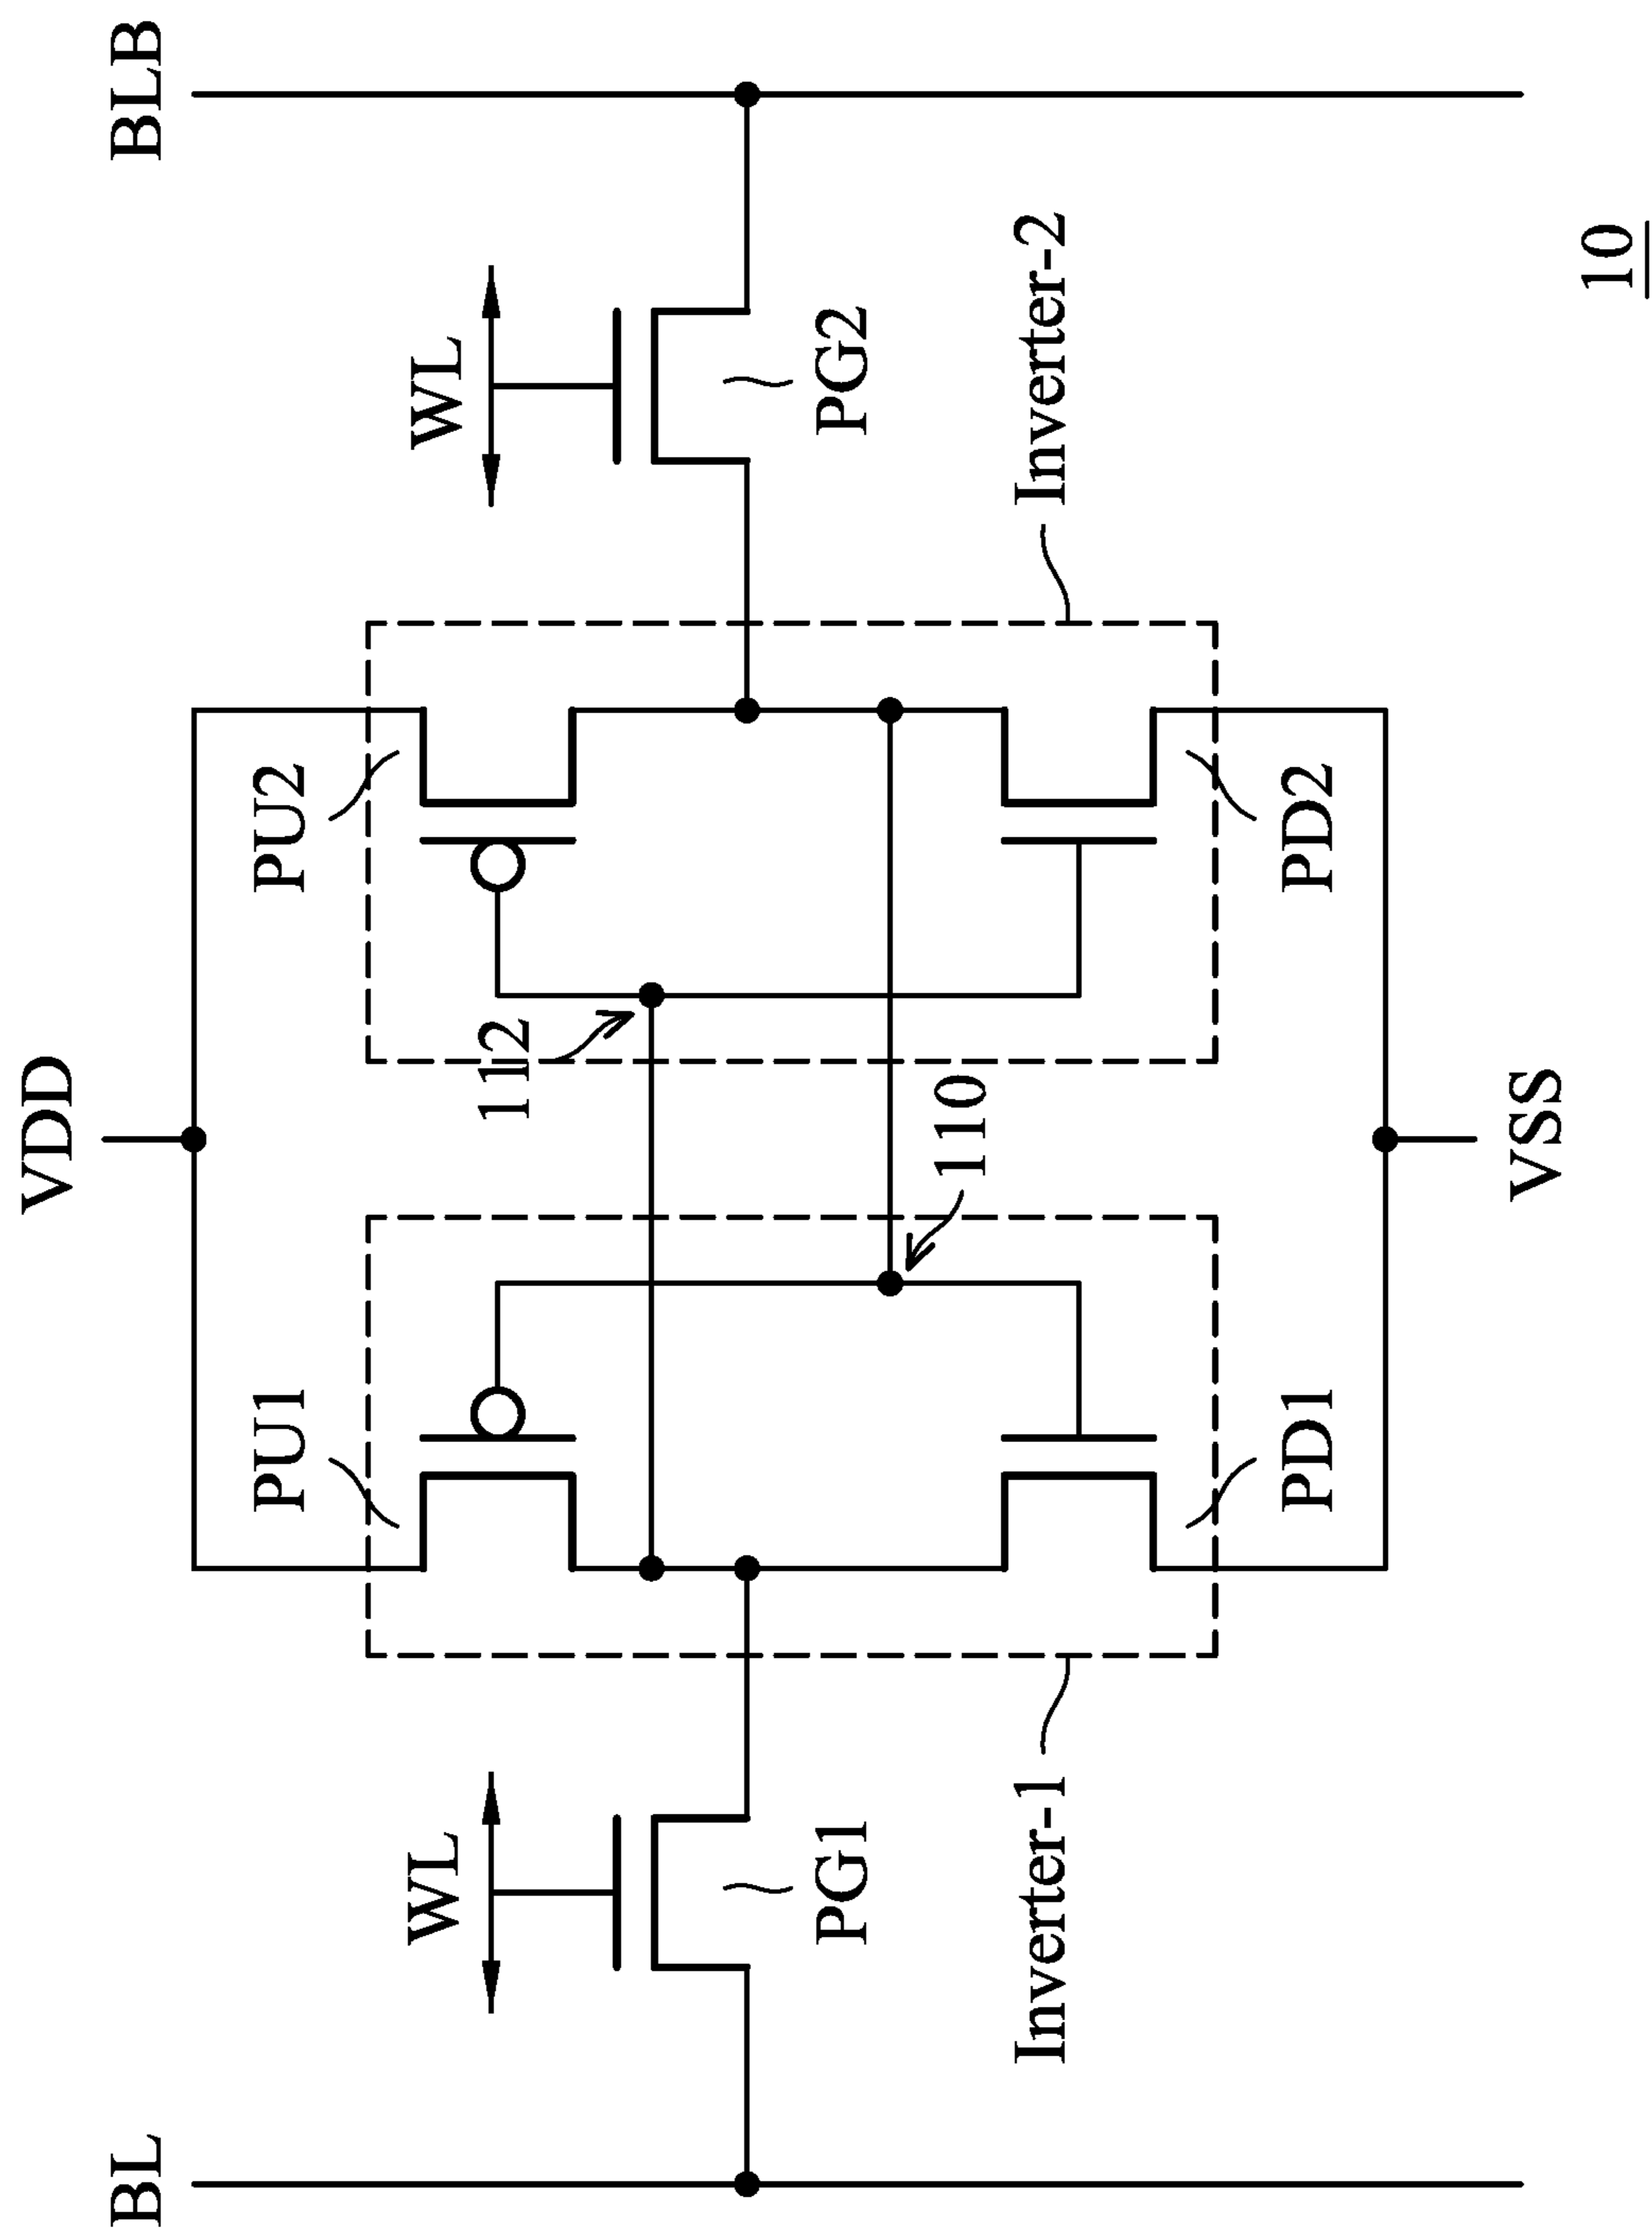 VDD
BL
BLB
PU1
PU2
WL
WL
112
PG1
PG2
110
Inverter-1
Inverter-2
PD1
PD2
VSS
10